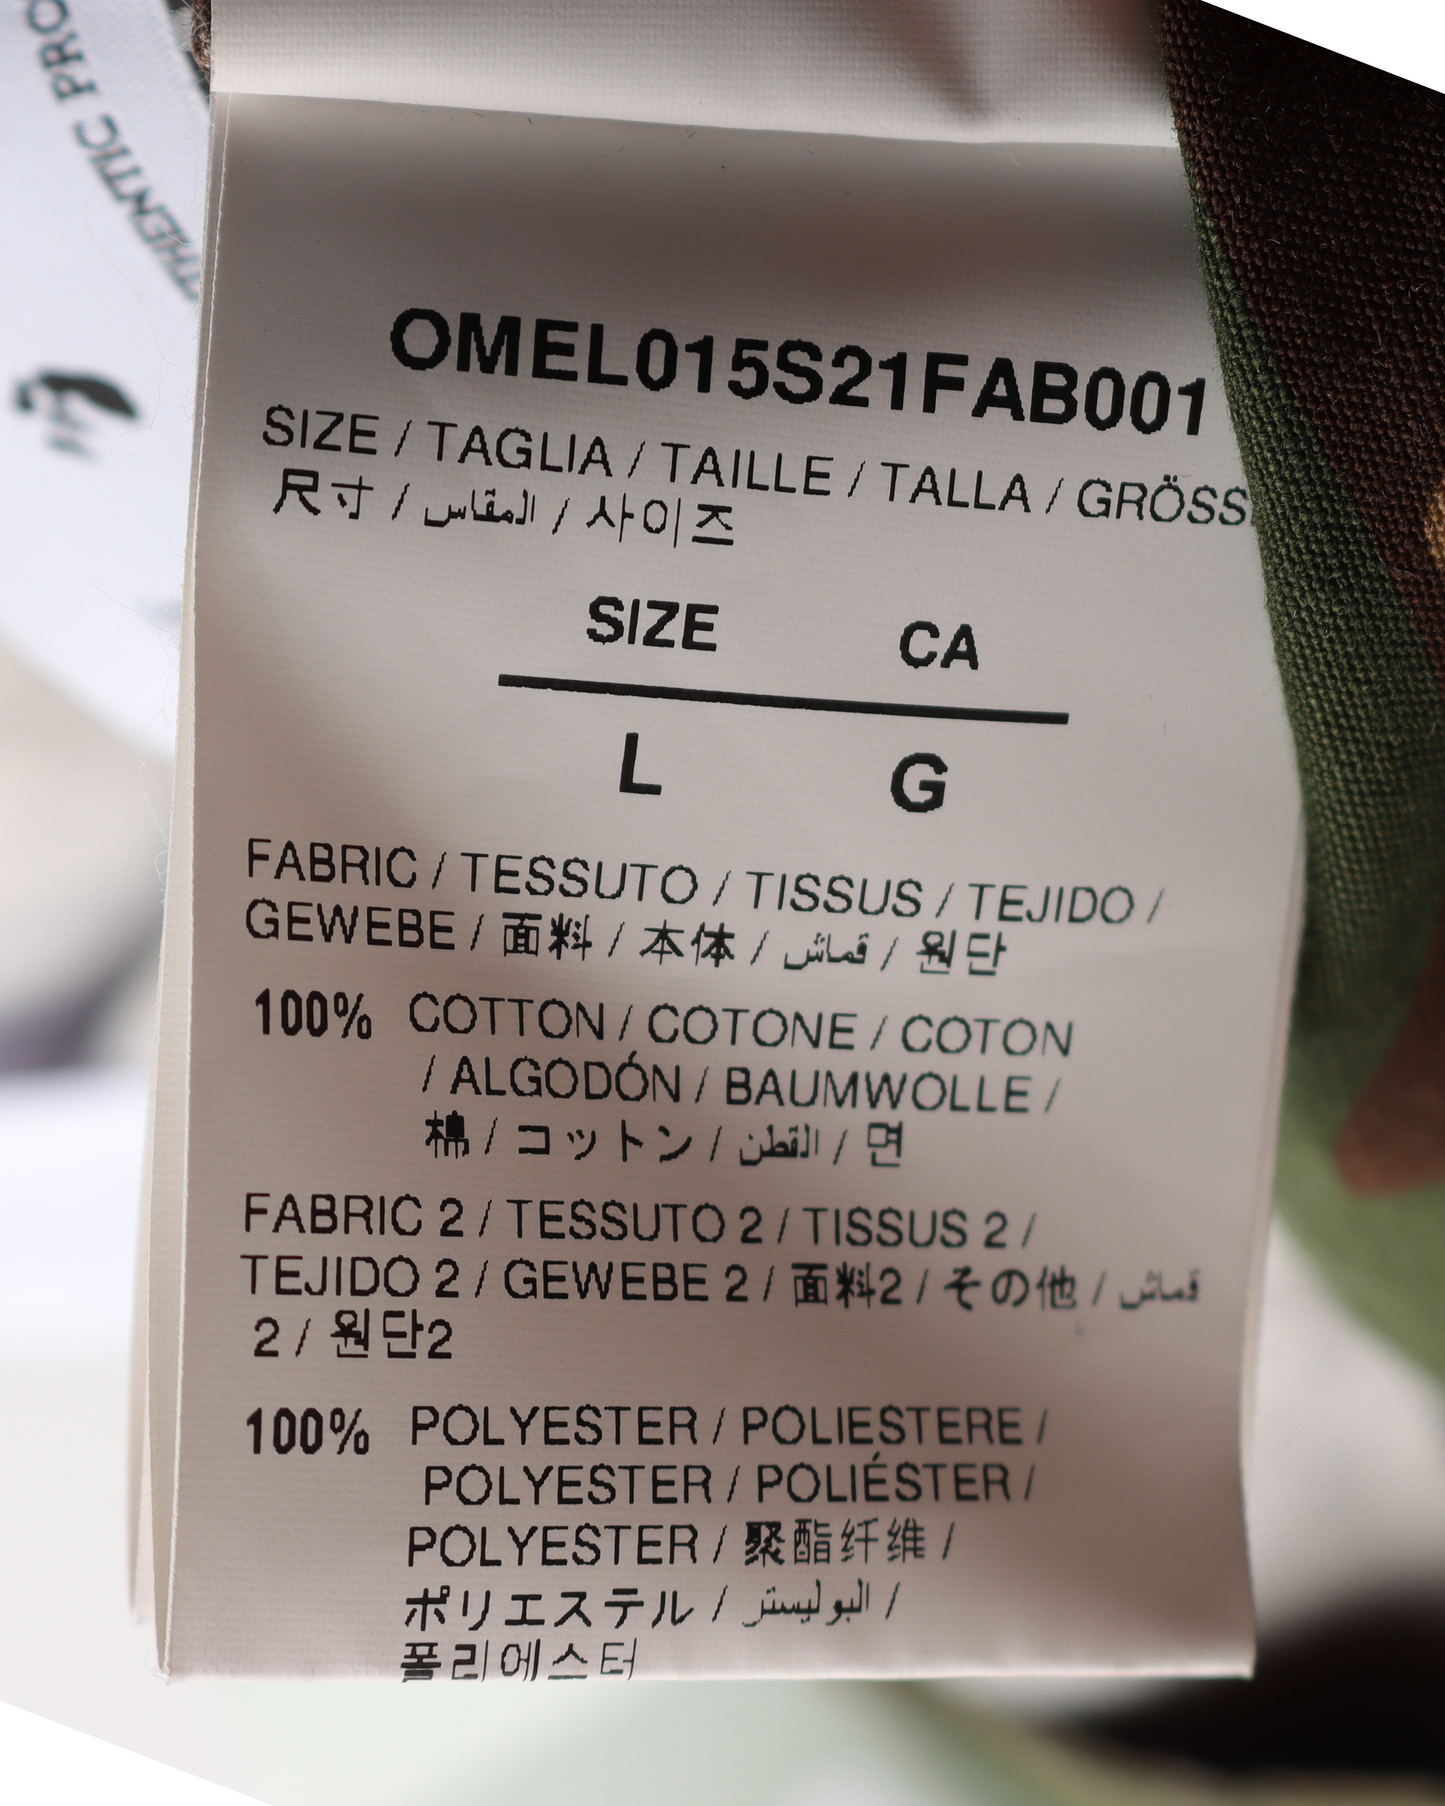 THENTIC PRO
OMEL015S21FAB001
SIZE / TAGLIA / TAILLE / TALLA / GRÖSS
尺寸 / المقاس / 사이즈
SIZE CA
L G
FABRIC / TESSUTO / TISSUS / TEJIDO /
GEWEBE / 面料 / 本体 / قماش / 원단
100% COTTON / COTONE / COTON
/ ALGODÓN / BAUMWOLLE /
棉 / コットン / القطن / 면
FABRIC 2 / TESSUTO 2 / TISSUS 2 /
TEJIDO 2 / GEWEBE 2 / 面料2 / その他 / قماش
2 / 원단2
100% POLYESTER / POLIESTERE /
POLYESTER / POLIÉSTER /
POLYESTER / 聚酯纤维 /
ポリエステル / البوليستر /
폴리에스터